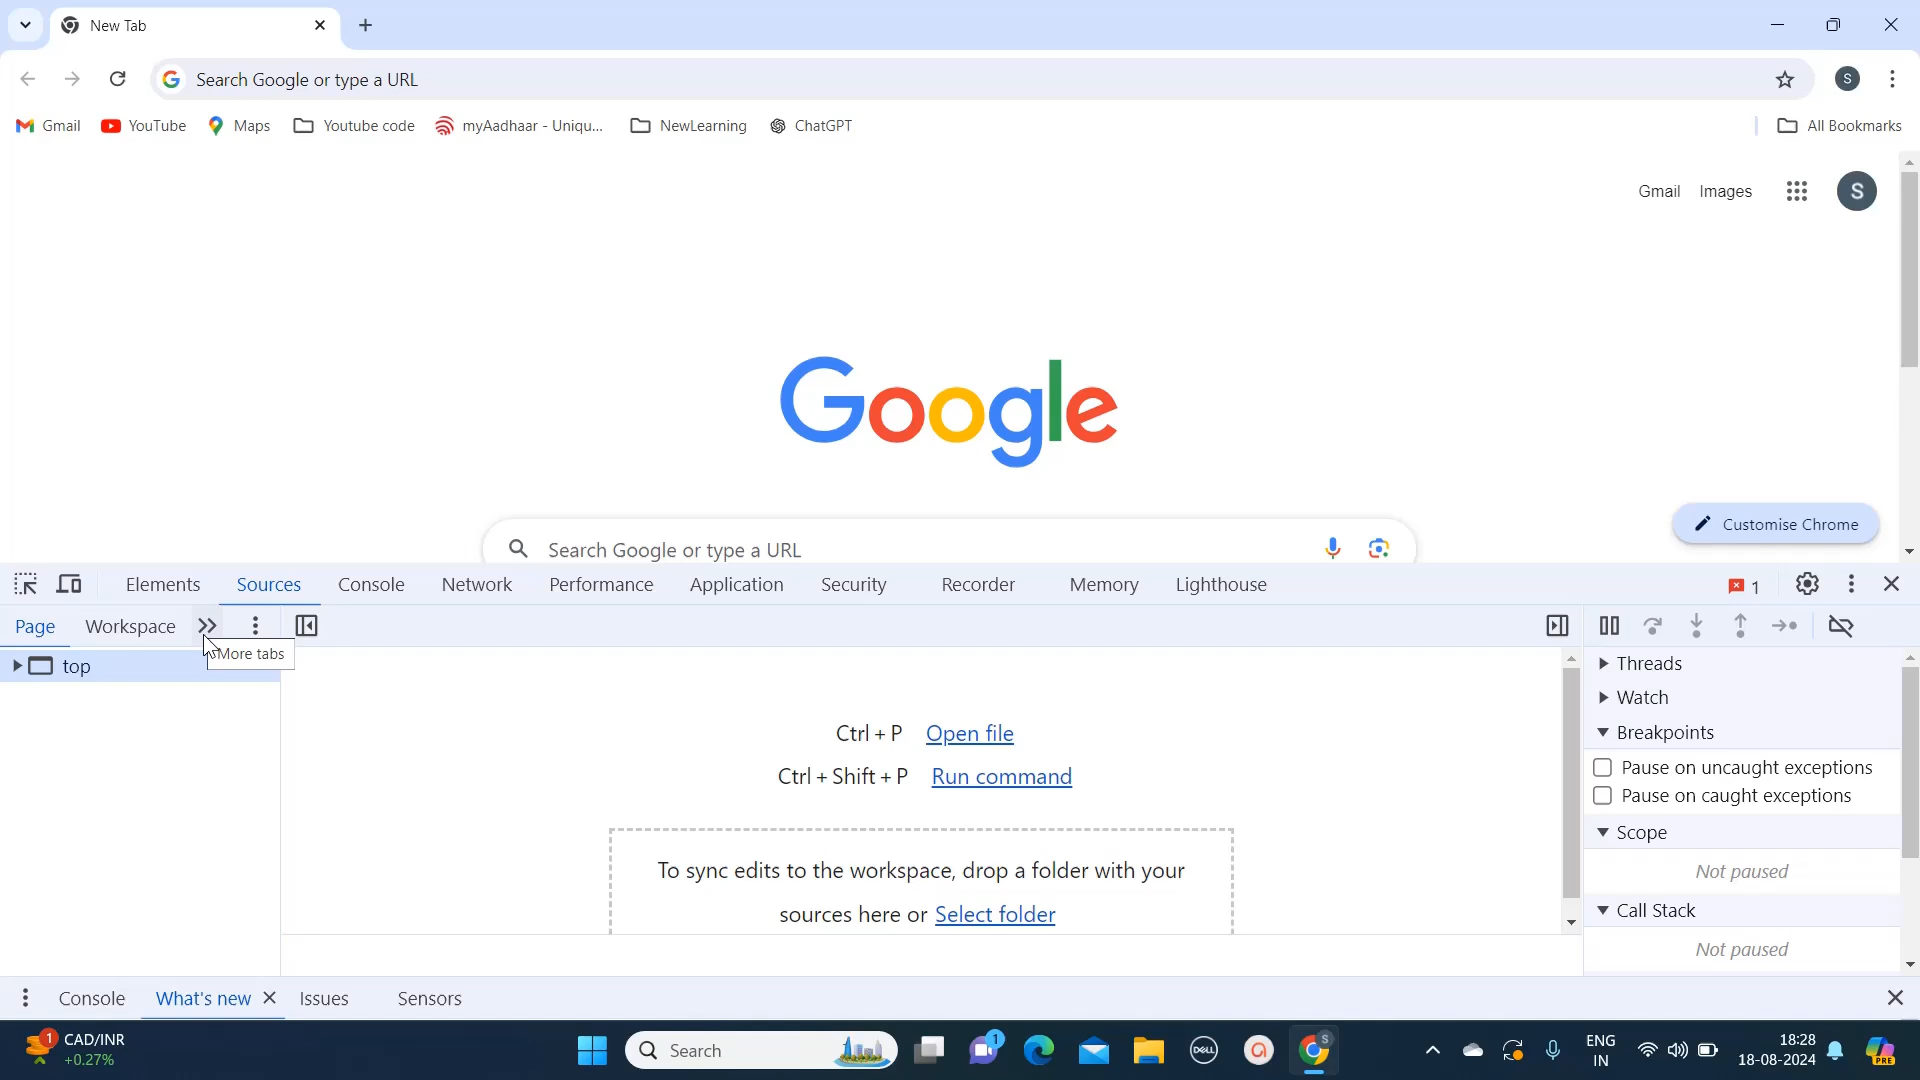 New Tab
Search Google or type a URL
S
Gmail YouTube Maps Youtube code myAadhaar - Uniqu... NewLearning ChatGPT All Bookmarks
Gmail Images S
Google
Customise Chrome
Search Google or type a URL
Elements Sources Console Network Performance Application Security Recorder Memory Lighthouse 1
Page Workspace
More tabs
top
Threads
Watch
Ctrl + P Open file
Breakpoints
Ctrl + Shift + P Run command
Pause on uncaught exceptions
Pause on caught exceptions
Scope
To sync edits to the workspace, drop a folder with your
Not paused
sources here or Select folder
Call Stack
Not paused
Console What's new Issues Sensors
1 CAD/INR
+0.27%
Search
1
DELL
a
S
ENG
IN
18:28
18-08-2024
PRE